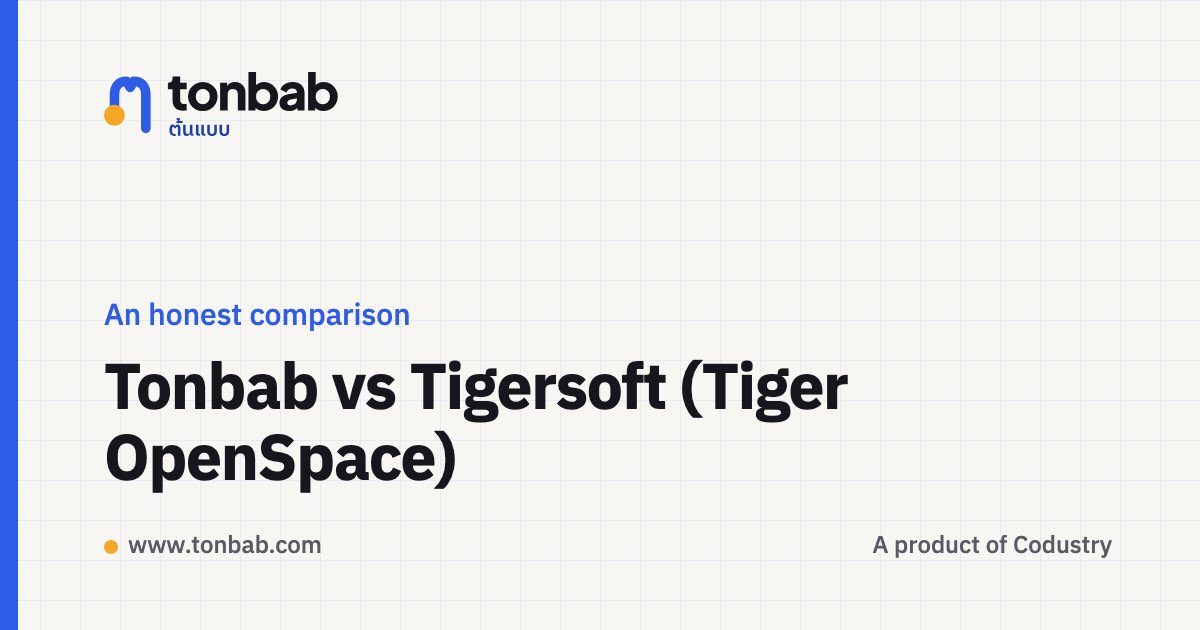 tonbab
ต้นแบบ
An honest comparison
Tonbab vs Tigersoft (Tiger
OpenSpace)
www.tonbab.com
A product of Codustry